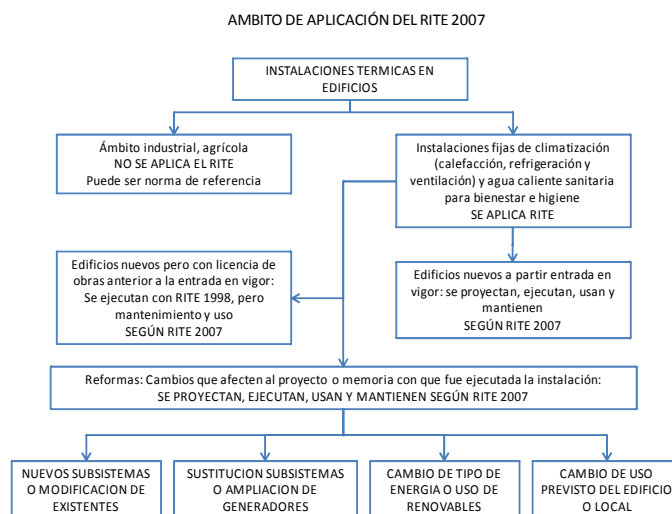 AMBITO DE APLICACIÓN DEL RITE 2007
INSTALACIONES TERMICAS EN
EDIFICIOS
Ámbito industrial, agrícola
NO SE APLICA EL RITE
Puede ser norma de referencia
Instalaciones fijas de climatización
(calefacción, refrigeración y
ventilación) y agua caliente sanitaria
para bienestar e higiene
SE APLICA RITE
Edificios nuevos pero con licencia de
obras anterior a la entrada en vigor:
Se ejecutan con RITE 1998, pero
mantenimiento y uso
SEGÚN RITE 2007
Edificios nuevos a partir entrada en
vigor: se proyectan, ejecutan, usan y
mantienen
SEGÚN RITE 2007
Reformas: Cambios que afecten al proyecto o memoria con que fue ejecutada la instalación:
SE PROYECTAN, EJECUTAN, USAN Y MANTIENEN SEGÚN RITE 2007
NUEVOS SUBSISTEMAS
O MODIFICACION DE
EXISTENTES
SUSTITUCION SUBSISTEMAS
O AMPLIACION DE
GENERADORES
CAMBIO DE TIPO DE
ENERGIA O USO DE
RENOVABLES
CAMBIO DE USO
PREVISTO DEL EDIFICIO
O LOCAL